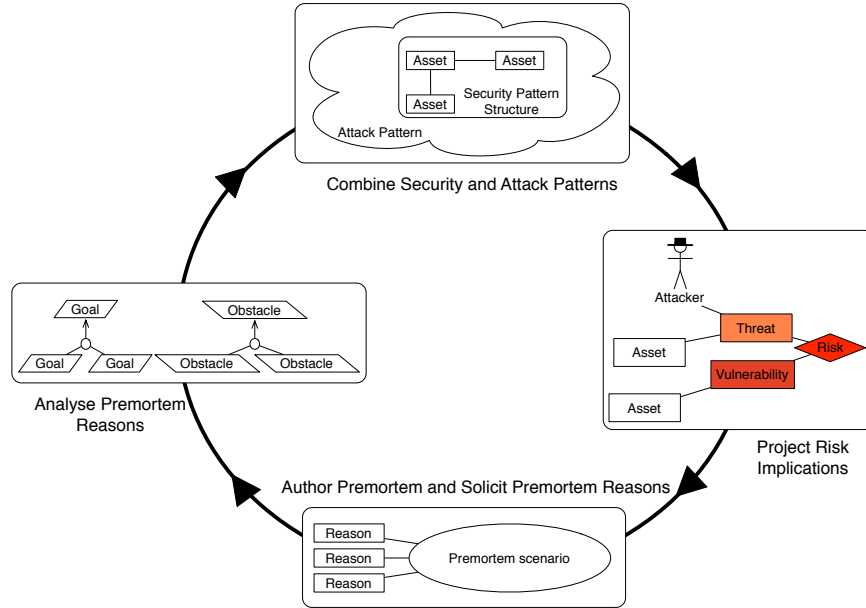 Asset
Asset
Asset
Security Pattern
Structure
Attack Pattern
Combine Security and Attack Patterns
Attacker
Threat
Asset
Risk
Vulnerability
Asset
Project Risk
Implications
Author Premortem and Solicit Premortem Reasons
Reason
Reason
Reason
Premortem scenario
Goal
Obstacle
Goal
Goal
Obstacle
Obstacle
Analyse Premortem
Reasons